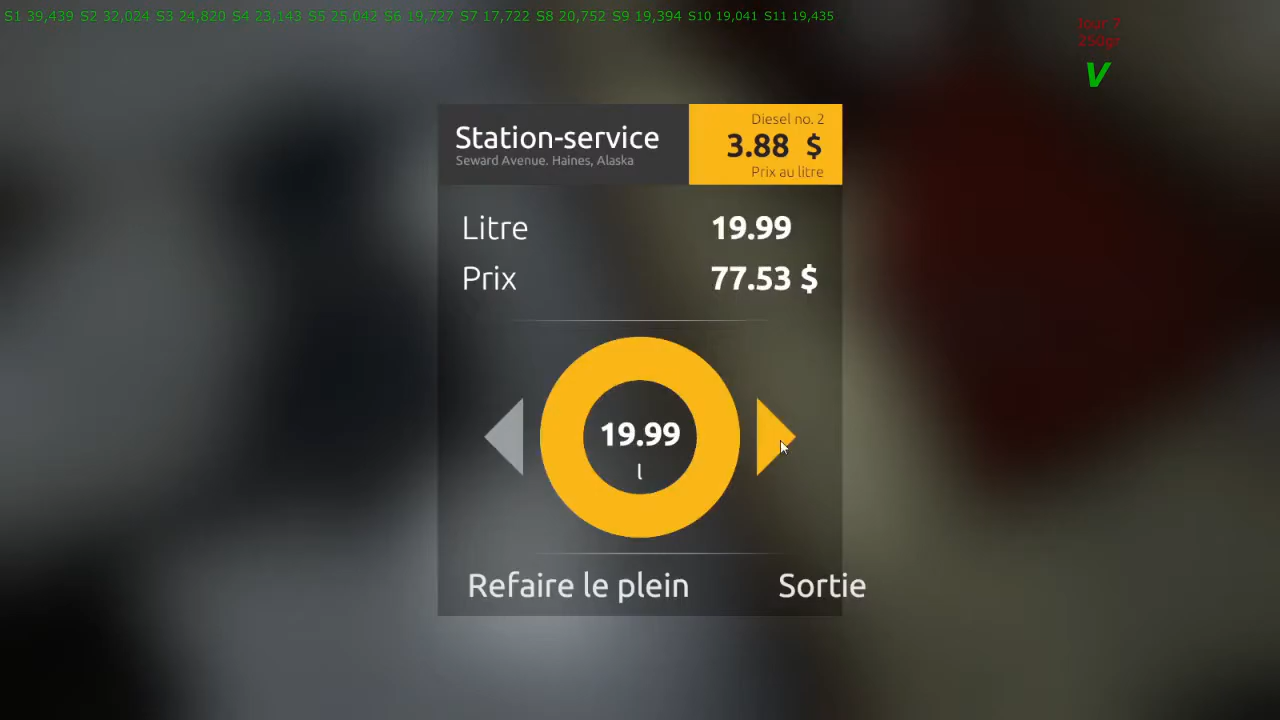 S1 39,439 S2 32,024 S3 24,820 S4 23,143 S5 25,042 S6 19,727 S7 17,722 S8 20,752 S9 19,394 S10 19,041 S11 19,435
Jour 7
250gr
V
Station-service
Seward Avenue. Haines, Alaska
Diesel no. 2
3.88 $
Prix au litre
Litre 19.99
Prix 77.53 $
19.99
l
Refaire le plein Sortie